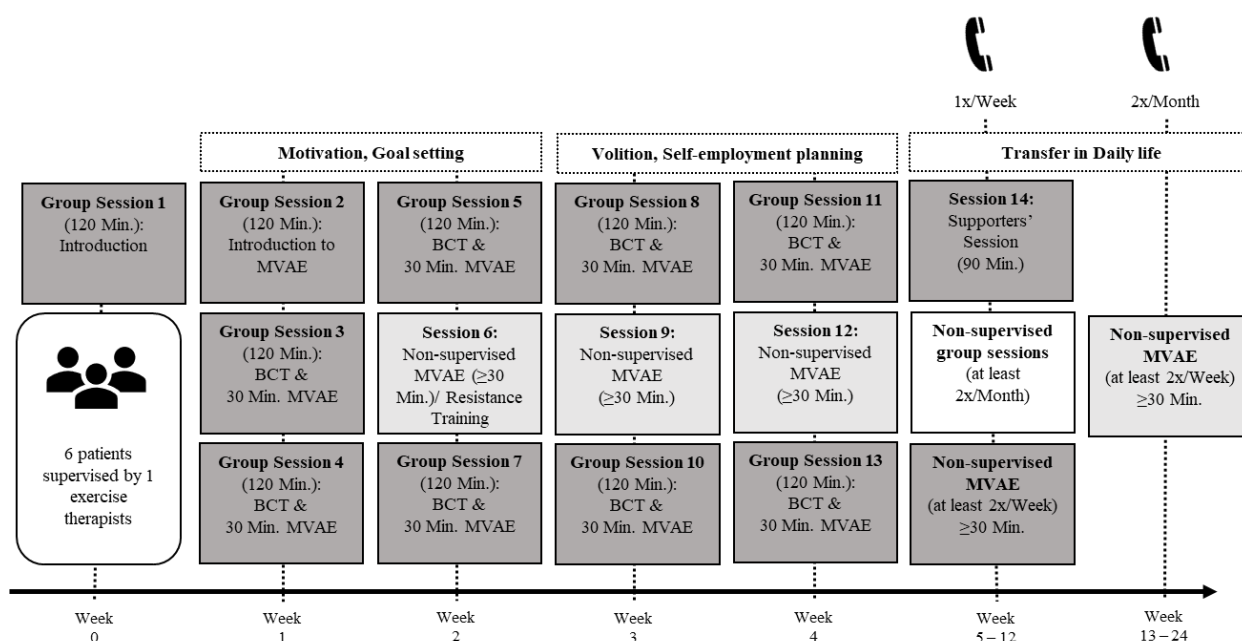 1x/Week
2x/Month
Motivation, Goal setting
Volition, Self-employment planning
Transfer in Daily life
Group Session 1
(120 Min.):
Introduction
Group Session 2
(120 Min.):
Introduction to
MVAE
Group Session 5
(120 Min.):
BCT &
30 Min. MVAE
Group Session 8
(120 Min.):
BCT &
30 Min. MVAE
Group Session 11
(120 Min.):
BCT &
30 Min. MVAE
Session 14:
Supporters'
Session
(90 Min.)
6 patients
supervised by 1
exercise
therapists
Group Session 3
(120 Min.):
BCT &
30 Min. MVAE
Session 6:
Non-supervised
MVAE (≥30
Min.)/ Resistance
Training
Session 9:
Non-supervised
MVAE
(≥30 Min.)
Session 12:
Non-supervised
MVAE
(≥30 Min.)
Non-supervised
group sessions
(at least
2x/Month)
Non-supervised
MVAE
(at least 2x/Week)
≥30 Min.
Group Session 4
(120 Min.):
BCT &
30 Min. MVAE
Group Session 7
(120 Min.):
BCT &
30 Min. MVAE
Group Session 10
(120 Min.):
BCT &
30 Min. MVAE
Group Session 13
(120 Min.):
BCT &
30 Min. MVAE
Non-supervised
MVAE
(at least 2x/Week)
≥30 Min.
Week
0
Week
1
Week
2
Week
3
Week
4
Week
5 – 12
Week
13 – 24